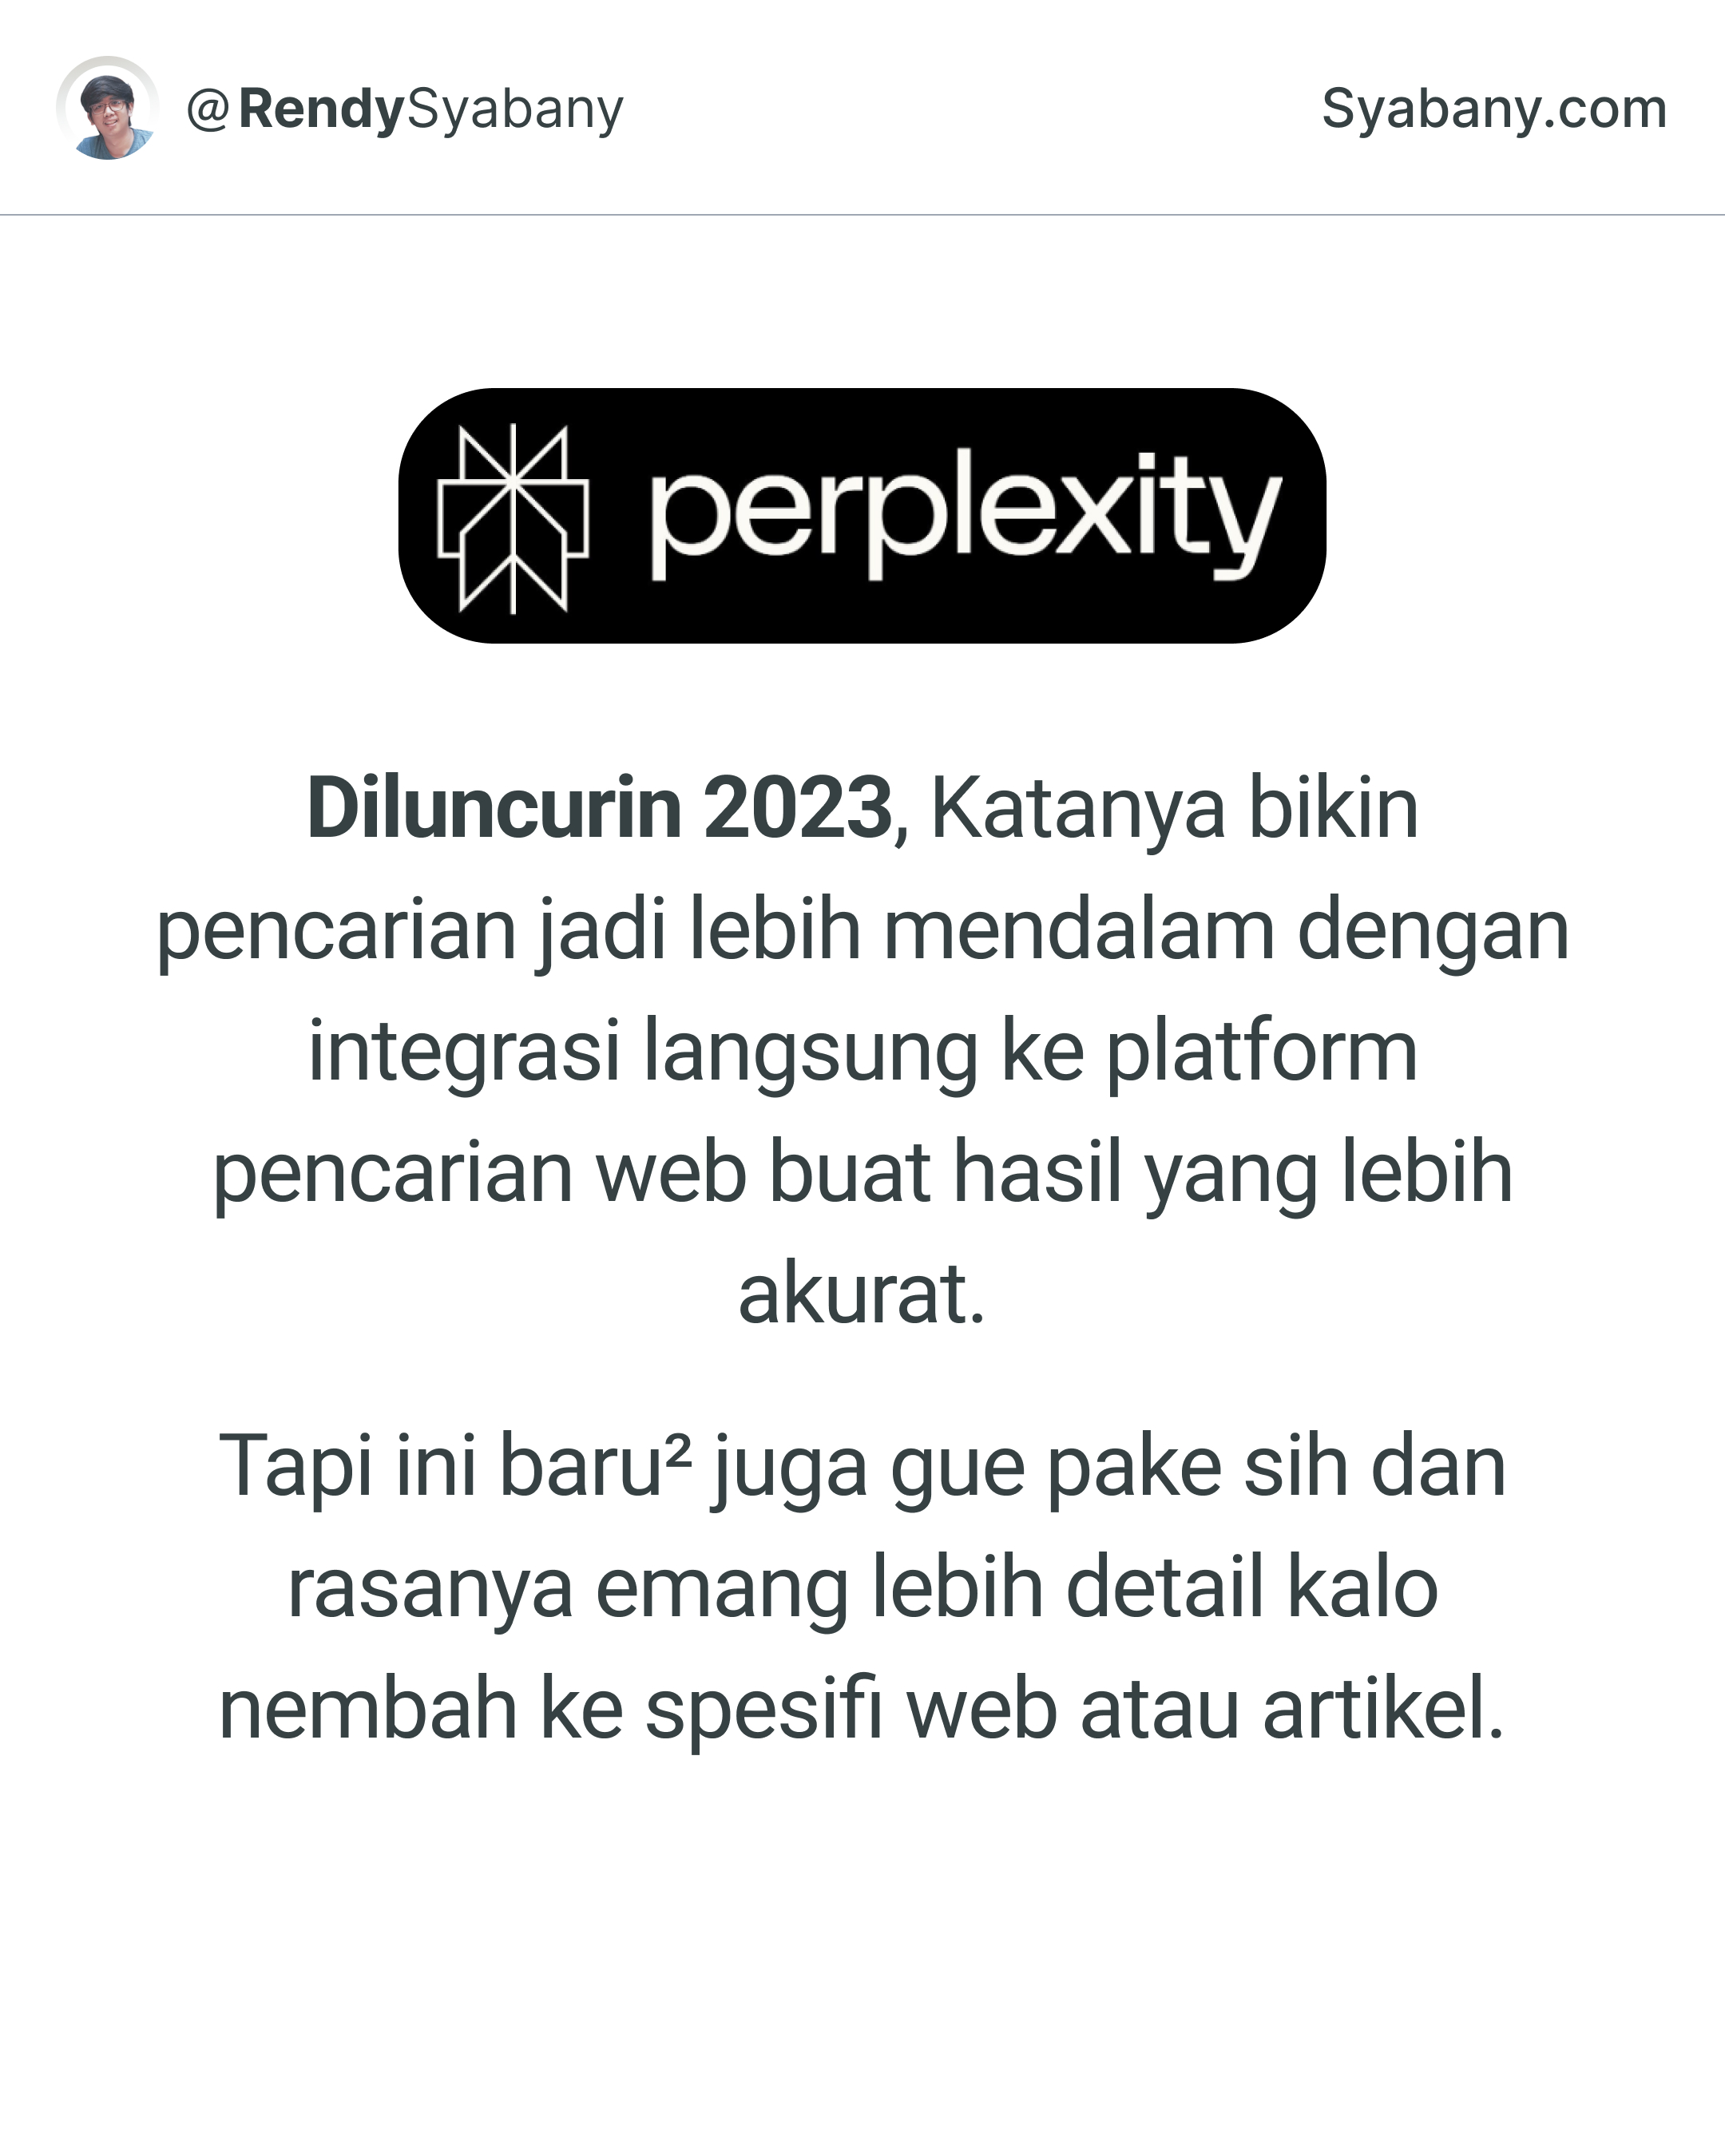 @RendySyabany
Syabany.com
perplexity
Diluncurin 2023, Katanya bikin
pencarian jadi lebih mendalam dengan
integrasi langsung ke platform
pencarian web buat hasil yang lebih
akurat.
Tapi ini baru² juga gue pake sih dan
rasanya emang lebih detail kalo
nembah ke spesifi web atau artikel.